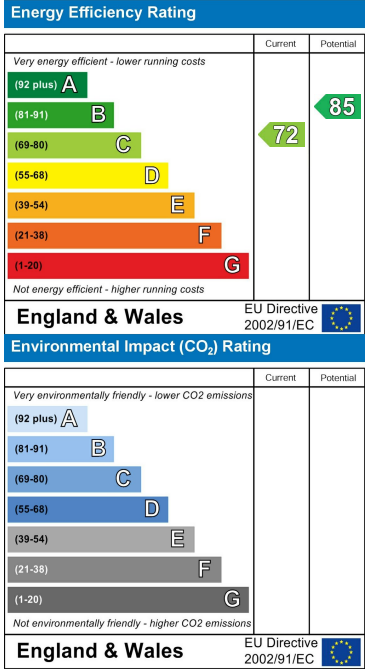 Energy Efficiency Rating
Current Potential
Very energy efficient - lower running costs
(92 plus) A
(81-91) B
(69-80) C
(55-68) D
(39-54) E
(21-38) F
(1-20) G
72
85
Not energy efficient - higher running costs
England & Wales
EU Directive
2002/91/EC
Environmental Impact (CO₂) Rating
Current Potential
Very environmentally friendly - lower CO2 emissions
(92 plus) A
(81-91) B
(69-80) C
(55-68) D
(39-54) E
(21-38) F
(1-20) G
Not environmentally friendly - higher CO2 emissions
England & Wales
EU Directive
2002/91/EC